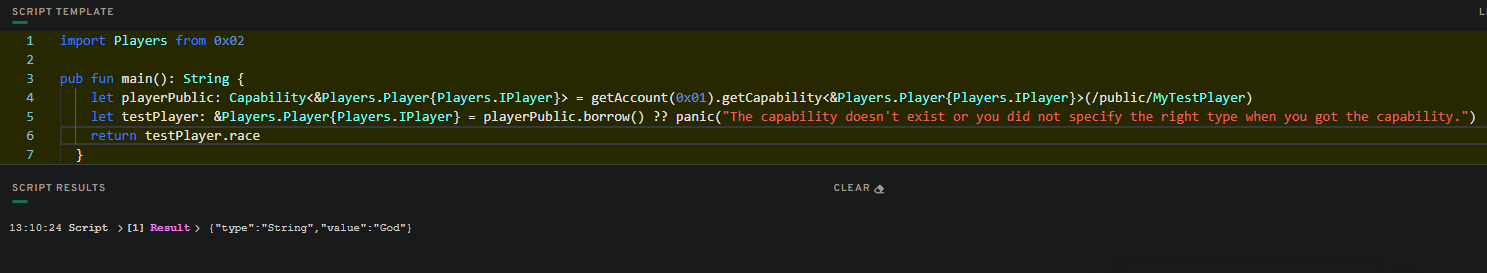 SCRIPT TEMPLATE
1 import Players from 0x02
2
3 pub fun main(): String {
4 let playerPublic: Capability<&Players.Player{Players.IPlayer}> = getAccount(0x01).getCapability<&Players.Player{Players.IPlayer}>(/public/MyTestPlayer)
5 let testPlayer: &Players.Player{Players.IPlayer} = playerPublic.borrow() ?? panic("The capability doesn't exist or you did not specify the right type when you got the capability.")
6 return testPlayer.race
7 }
SCRIPT RESULTS CLEAR
13:10:24 Script > [1] Result > {"type":"String","value":"God"}